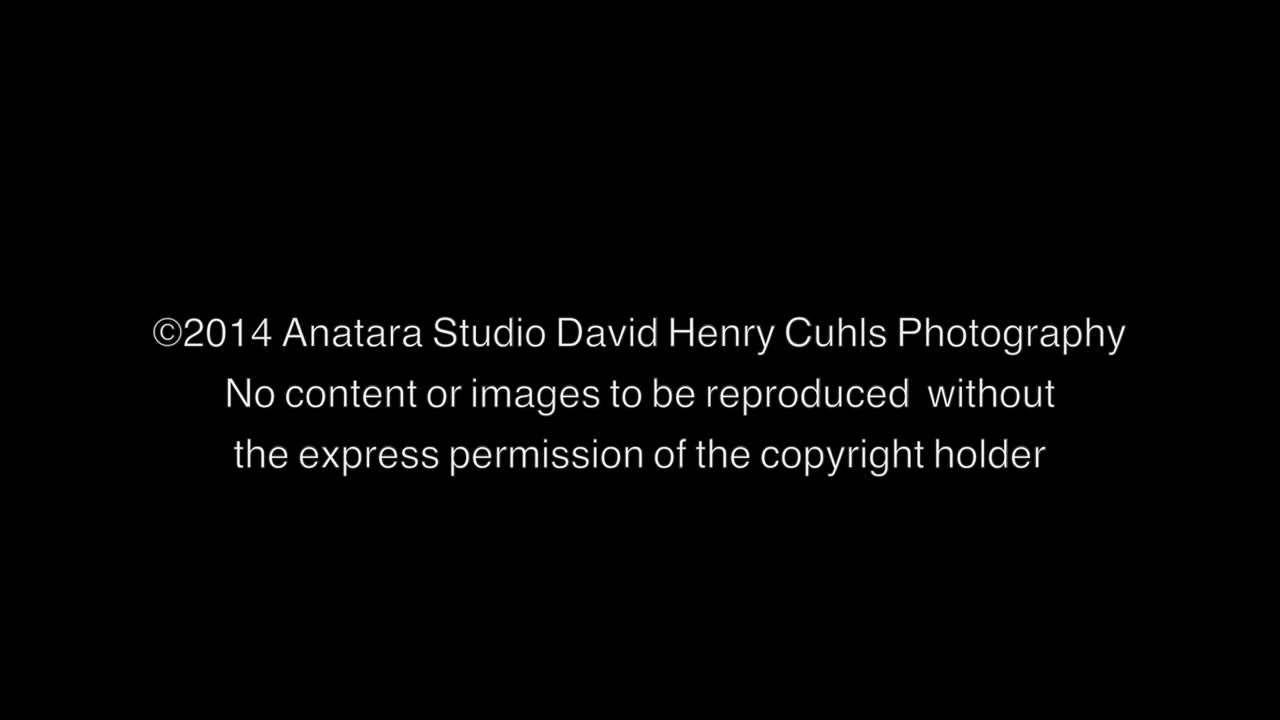 ©2014 Anatara Studio David Henry Cuhls Photography
No content or images to be reproduced  without
the express permission of the copyright holder